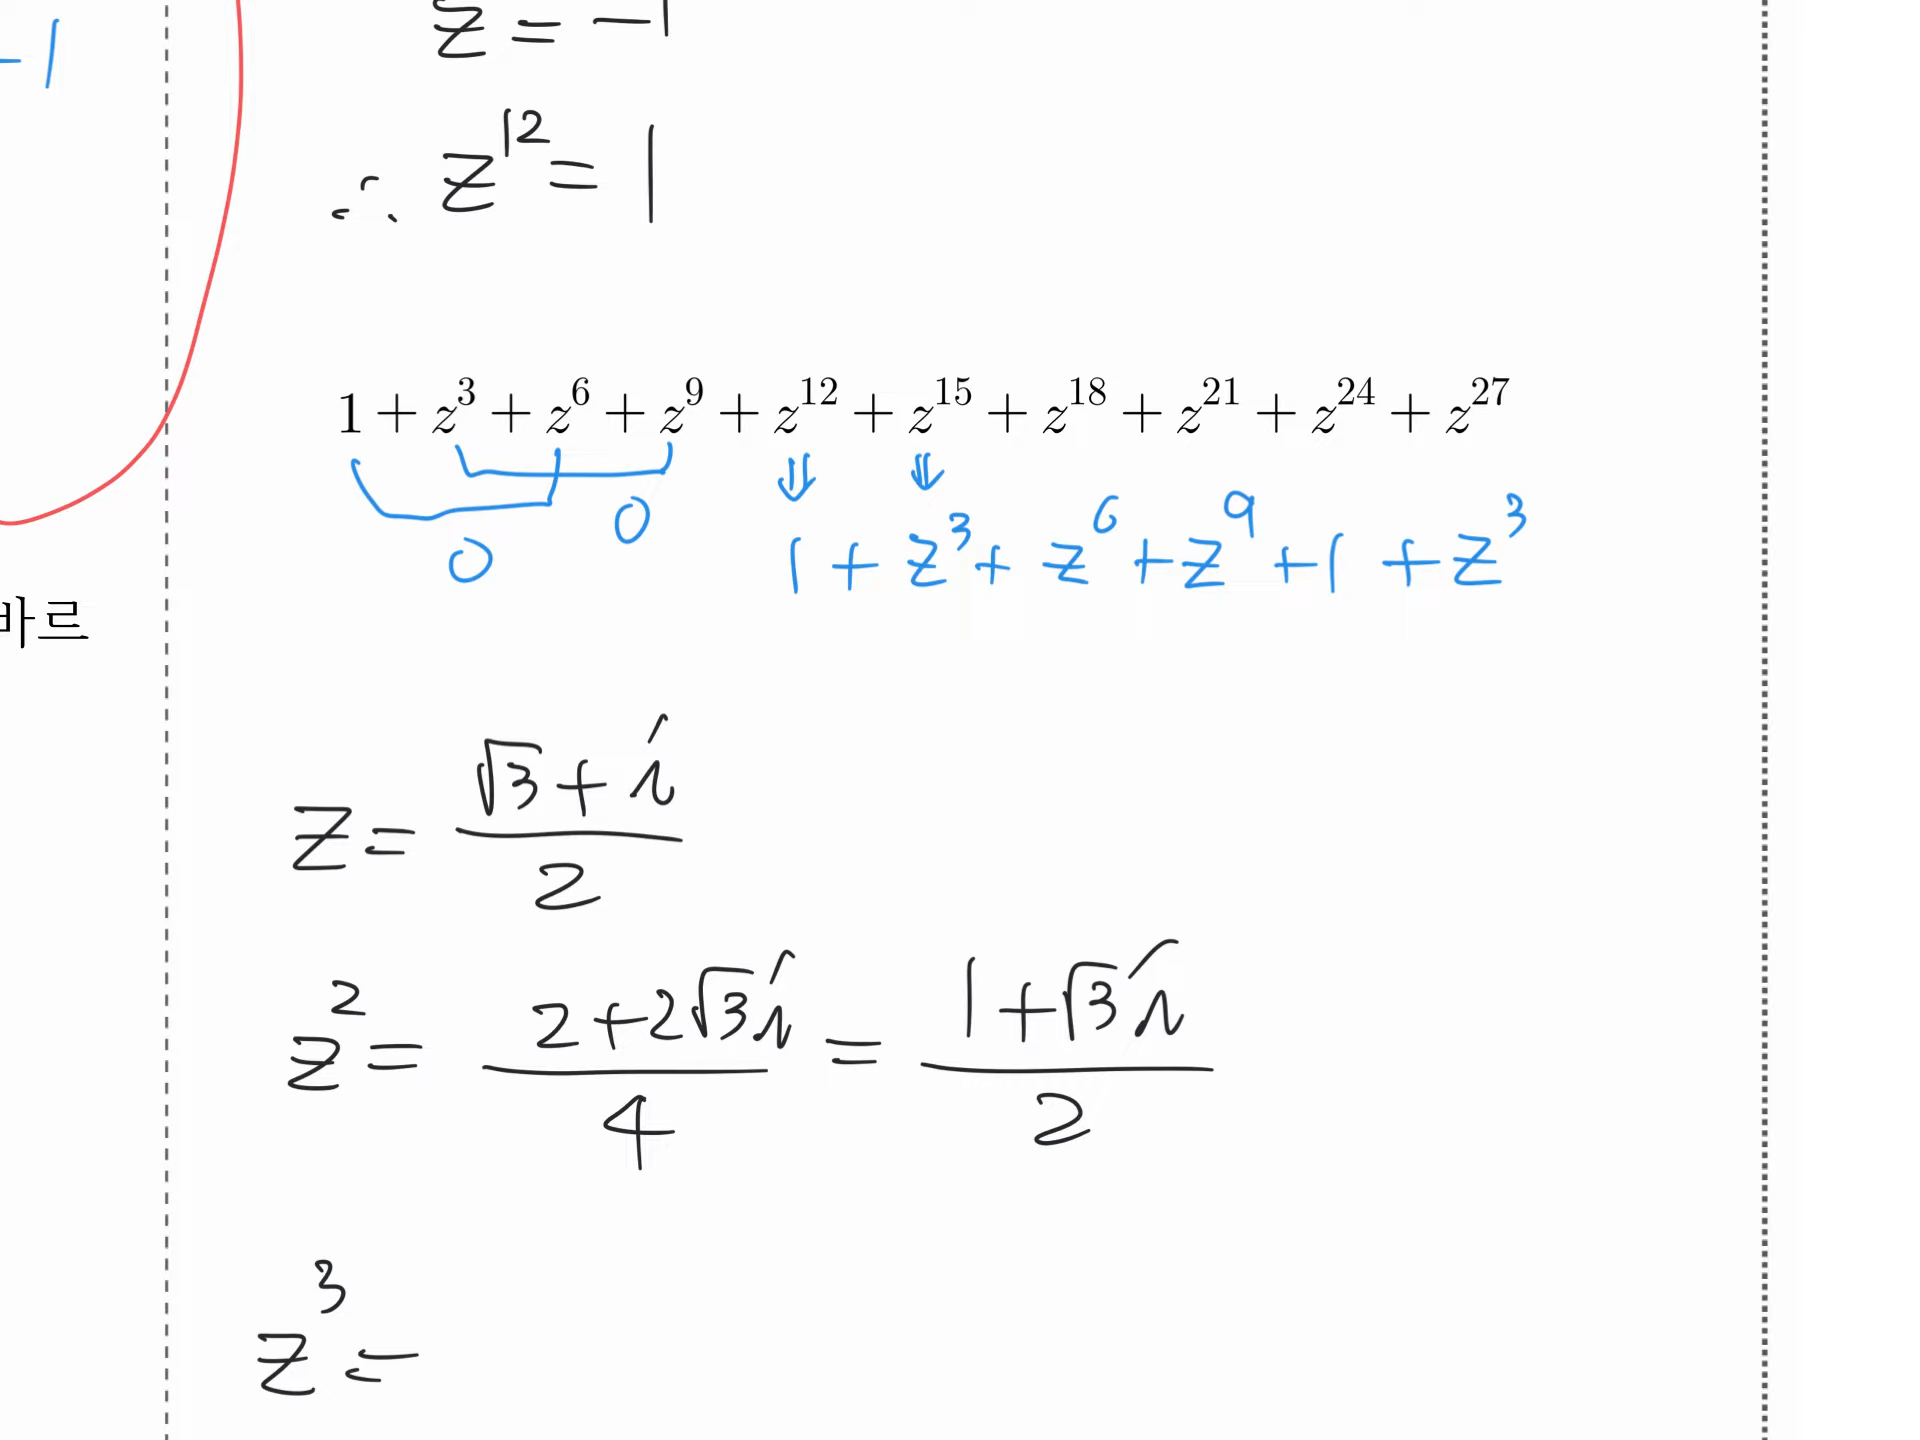 z = -1
-1
∴ z^12 = 1
1 + z^3 + z^6 + z^9 + z^12 + z^15 + z^18 + z^21 + z^24 + z^27
⇓ ⇓
0 0
1 + z^3 + z^6 + z^9 + 1 + z^3
바르
z = (√3 + i)/2
z^2 = (2 + 2√3 i)/4 = (1 + √3 i)/2
z^3 =